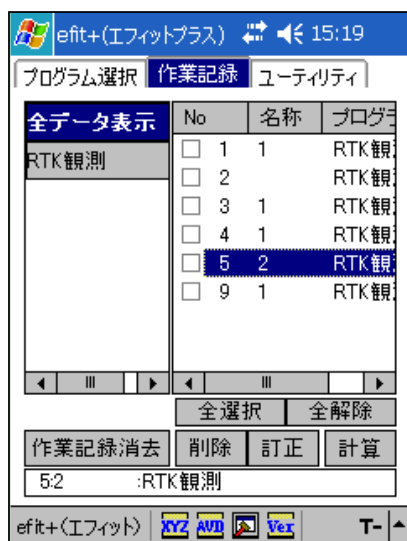 efit+(エフィットプラス) 15:19
プログラム選択 作業記録 ユーティリティ
全データ表示
RTK観測
No 名称 プログラ
1 1 RTK観
2 RTK観
3 1 RTK観
4 1 RTK観
5 2 RTK観
9 1 RTK観
全選択 全解除
作業記録消去 削除 訂正 計算
5:2 :RTK観測
efit+(エフィット) XYZ AVD Ver T-